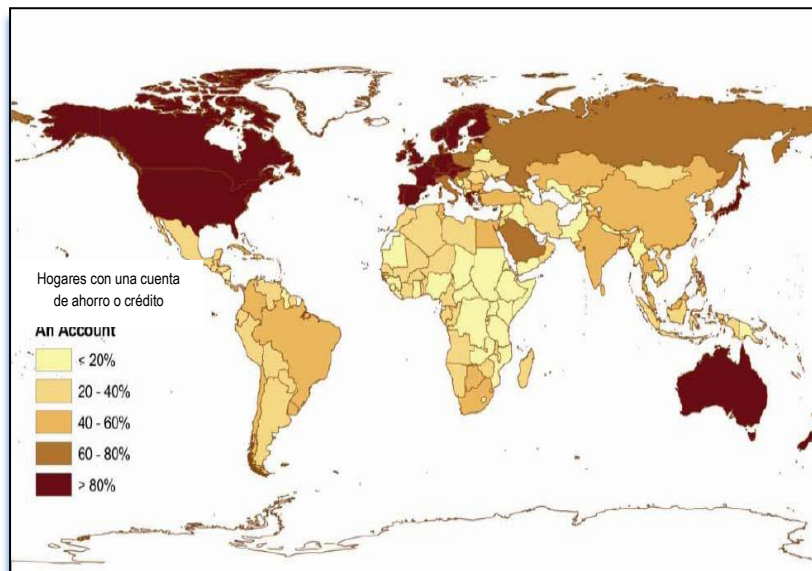 Hogares con una cuenta
de ahorro o crédito
An Account
< 20%
20 - 40%
40 - 60%
60 - 80%
> 80%